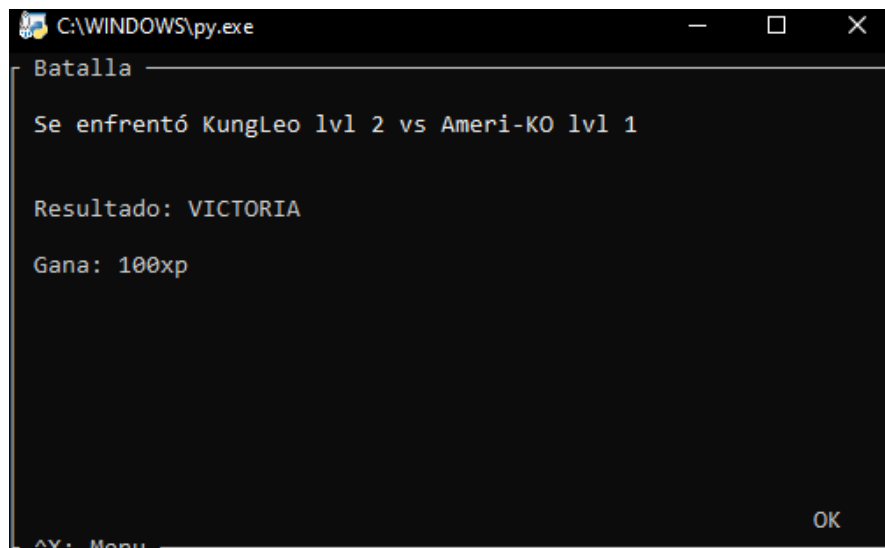 C:\WINDOWS\py.exe
Batalla
Se enfrentó KungLeo lvl 2 vs Ameri-KO lvl 1
Resultado: VICTORIA
Gana: 100xp
OK
^X: Menu